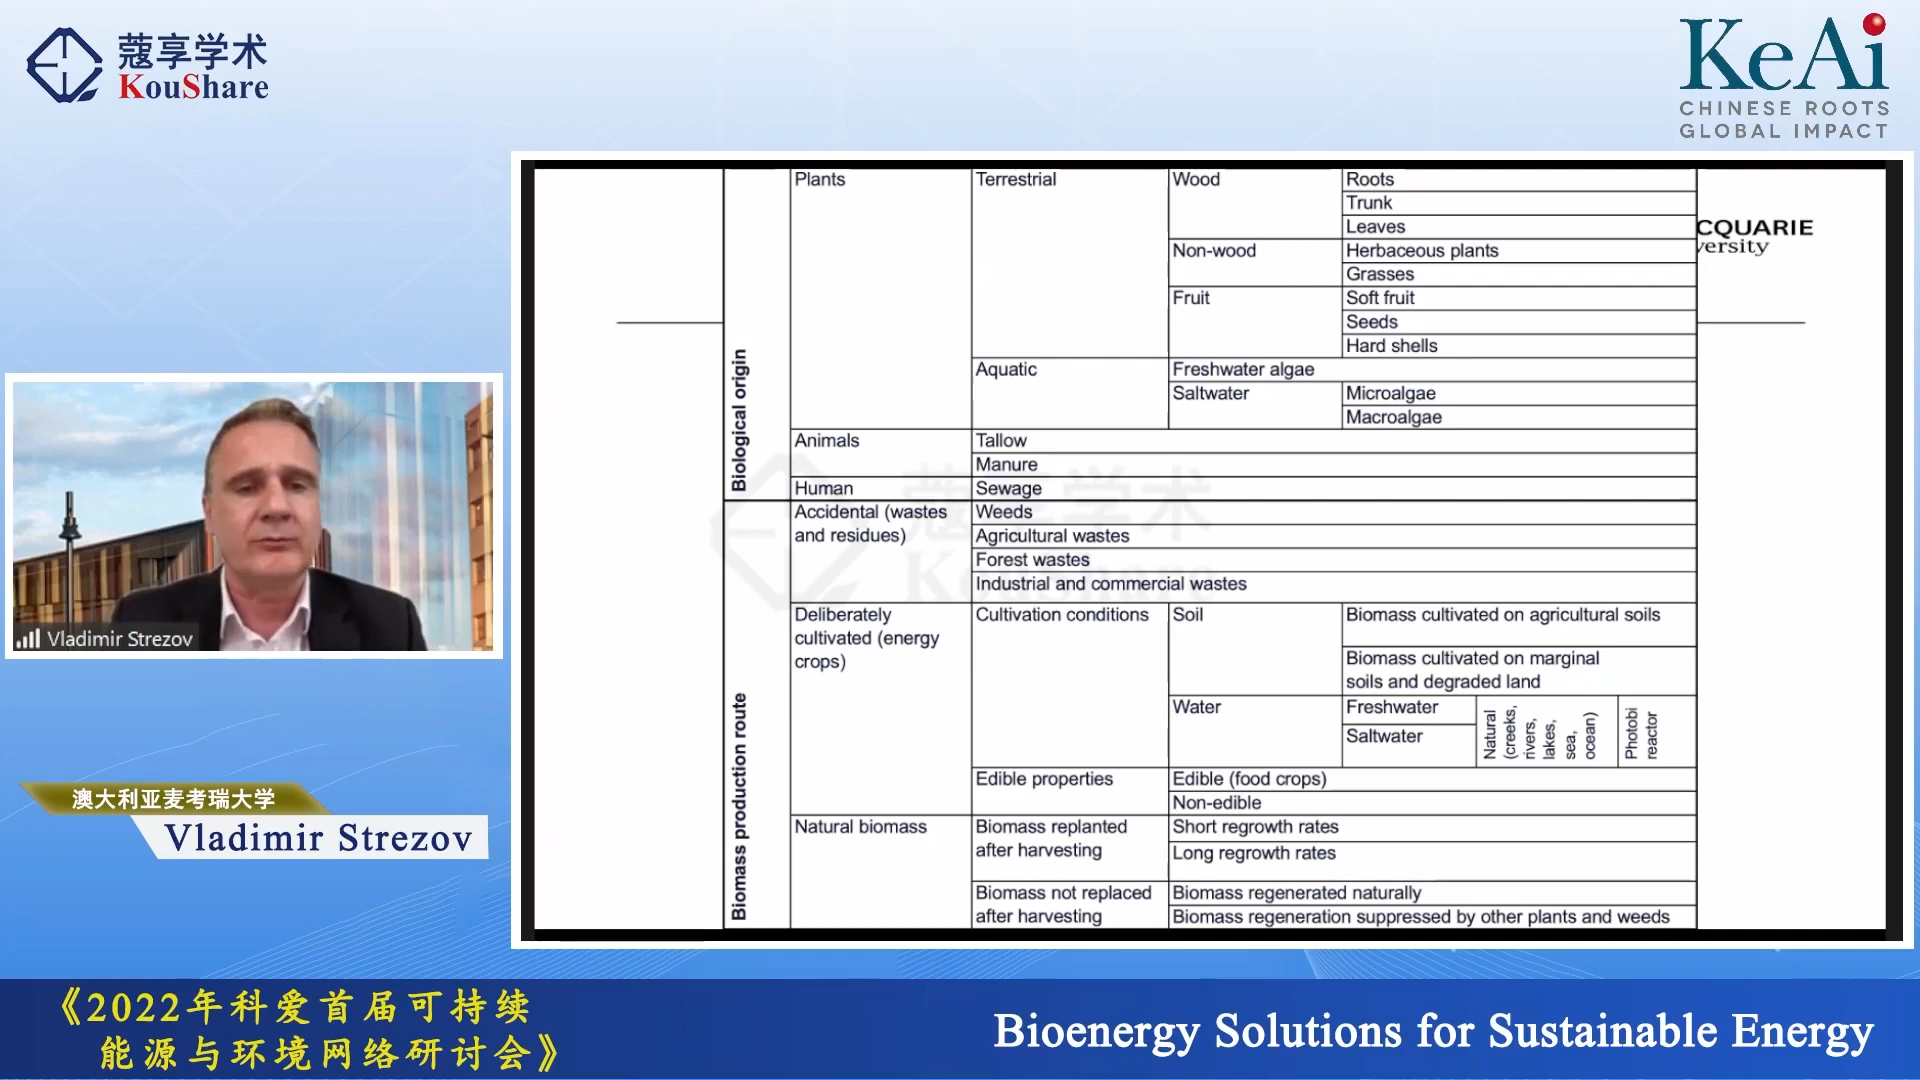 蔻享学术
KouShare
KeAi
CHINESE ROOTS
GLOBAL IMPACT
CQUARIE
versity
Biological origin
Plants
Terrestrial
Wood
Roots
Trunk
Leaves
Non-wood
Herbaceous plants
Grasses
Fruit
Soft fruit
Seeds
Hard shells
Aquatic
Freshwater algae
Saltwater
Microalgae
Macroalgae
Animals
Tallow
Manure
Human
Sewage
Biomass production route
Accidental (wastes
and residues)
Weeds
Agricultural wastes
Forest wastes
Industrial and commercial wastes
Deliberately
cultivated (energy
crops)
Cultivation conditions
Soil
Biomass cultivated on agricultural soils
Biomass cultivated on marginal
soils and degraded land
Water
Freshwater
Saltwater
Natural
(creeks,
rivers,
lakes,
sea,
ocean)
Photobi
reactor
Edible properties
Edible (food crops)
Non-edible
Natural biomass
Biomass replanted
after harvesting
Short regrowth rates
Long regrowth rates
Biomass not replaced
after harvesting
Biomass regenerated naturally
Biomass regeneration suppressed by other plants and weeds
蔻享学术
KouShare
Vladimir Strezov
澳大利亚麦考瑞大学
Vladimir Strezov
《2022年科爱首届可持续
能源与环境网络研讨会》
Bioenergy Solutions for Sustainable Energy